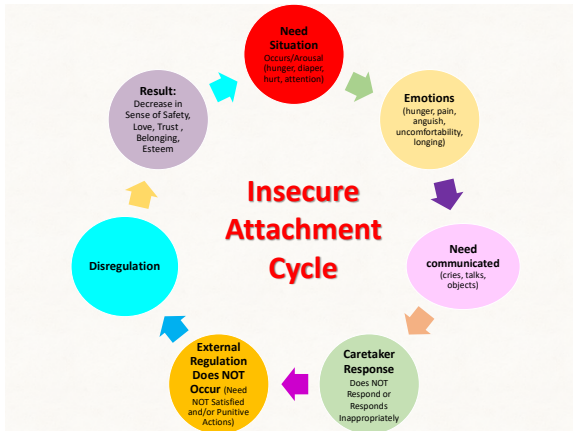 Need
Situation
Occurs/Arousal
(hunger, diaper,
hurt, attention)
Emotions
(hunger, pain,
anguish,
uncomfortability,
longing)
Need
communicated
(cries, talks,
objects)
Caretaker
Response
Does NOT
Respond or
Responds
Inappropriately
External
Regulation
Does NOT
Occur (Need
NOT Satisfied
and/or Punitive
Actions)
Disregulation
Result:
Decrease in
Sense of Safety,
Love, Trust ,
Belonging,
Esteem
Insecure
Attachment
Cycle